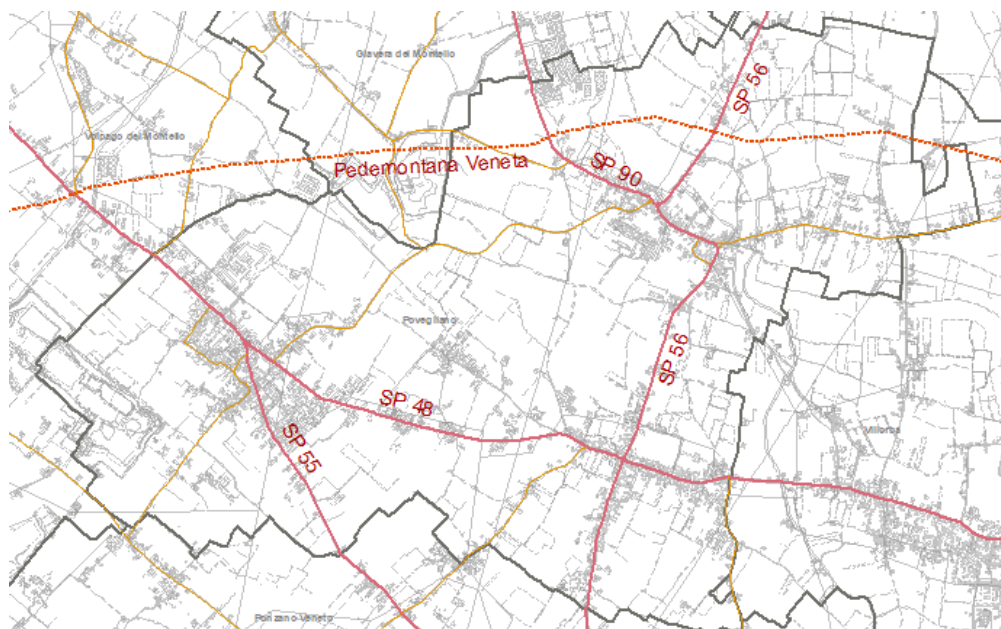 Giavera del Montello
SP 56
Volpago del Montello
Pedemontana Veneta
SP 90
Povegliano
SP 56
SP 48
Villorba
SP 55
Ponzano Veneto